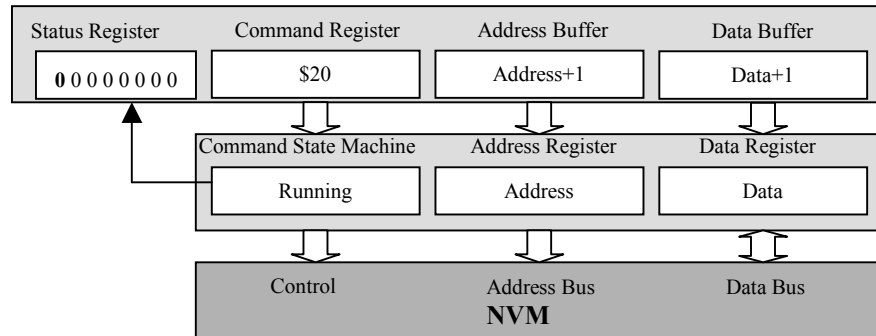 Status Register Command Register Address Buffer Data Buffer
0 0 0 0 0 0 0 0 $20 Address+1 Data+1
Command State Machine Address Register Data Register
Running Address Data
Control Address Bus Data Bus
NVM